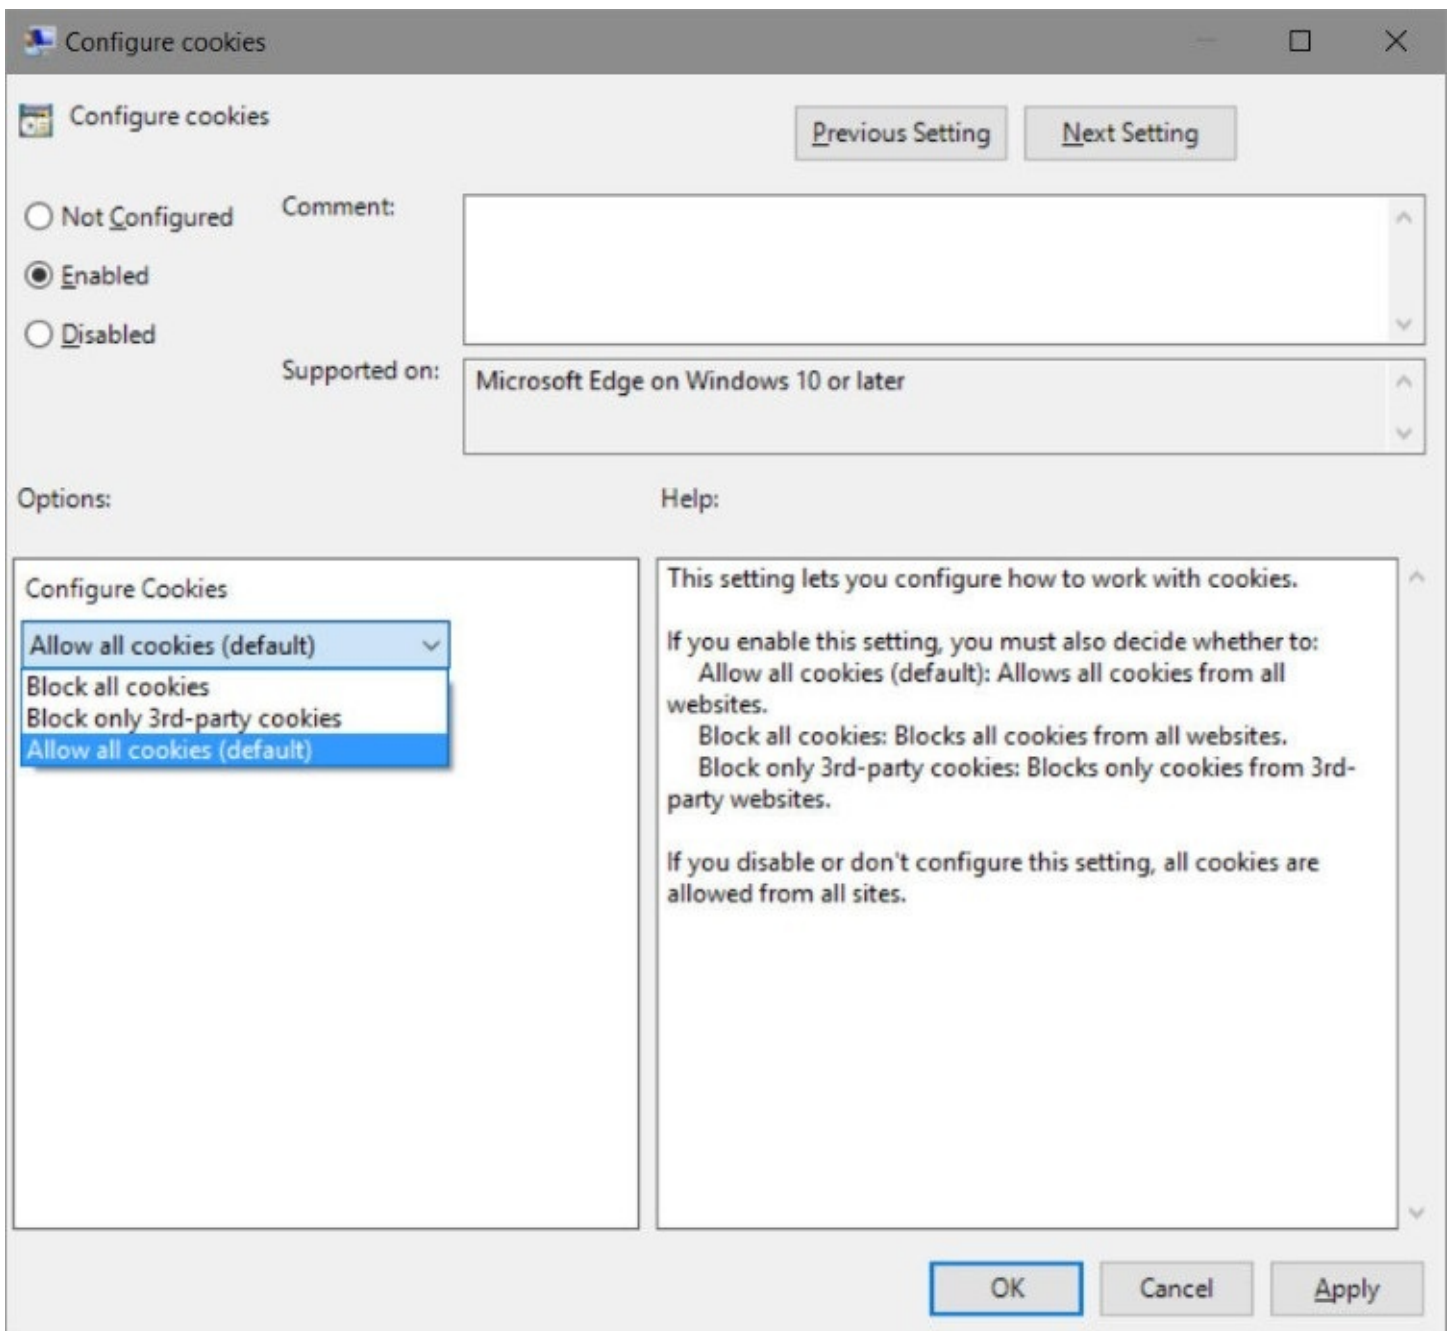 Configure cookies
Configure cookies
Previous Setting
Next Setting
Not Configured
Enabled
Disabled
Comment:
Supported on:
Microsoft Edge on Windows 10 or later
Options:
Help:
Configure Cookies
Allow all cookies (default)
Block all cookies
Block only 3rd-party cookies
Allow all cookies (default)
This setting lets you configure how to work with cookies.
If you enable this setting, you must also decide whether to:
Allow all cookies (default): Allows all cookies from all
websites.
Block all cookies: Blocks all cookies from all websites.
Block only 3rd-party cookies: Blocks only cookies from 3rd-
party websites.
If you disable or don't configure this setting, all cookies are
allowed from all sites.
OK
Cancel
Apply